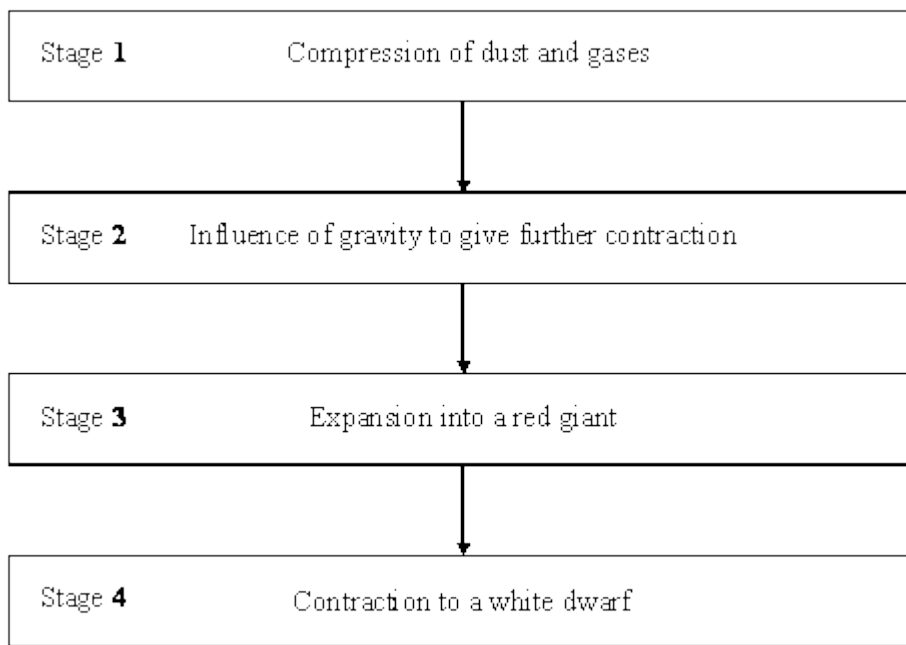 Stage 1 Compression of dust and gases
Stage 2 Influence of gravity to give further contraction
Stage 3 Expansion into a red giant
Stage 4 Contraction to a white dwarf